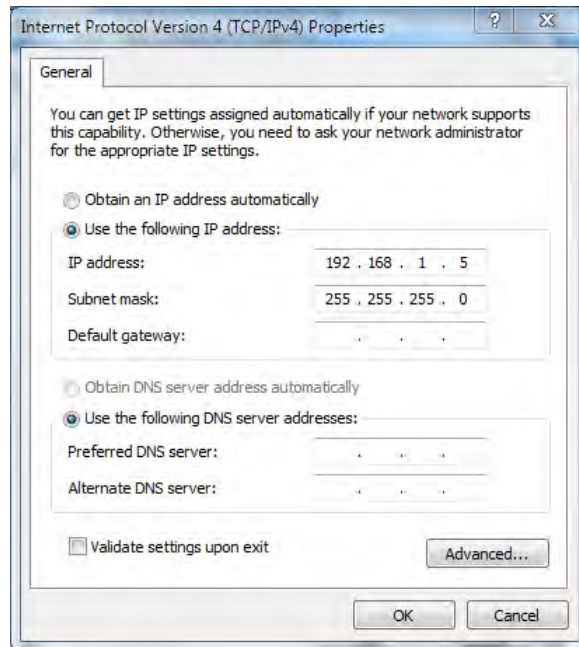 Internet Protocol Version 4 (TCP/IPv4) Properties
General
You can get IP settings assigned automatically if your network supports
this capability. Otherwise, you need to ask your network administrator
for the appropriate IP settings.
Obtain an IP address automatically
Use the following IP address:
IP address: 192 . 168 . 1 . 5
Subnet mask: 255 . 255 . 255 . 0
Default gateway: . . .
Obtain DNS server address automatically
Use the following DNS server addresses:
Preferred DNS server: . . .
Alternate DNS server: . . .
Validate settings upon exit
Advanced...
OK Cancel